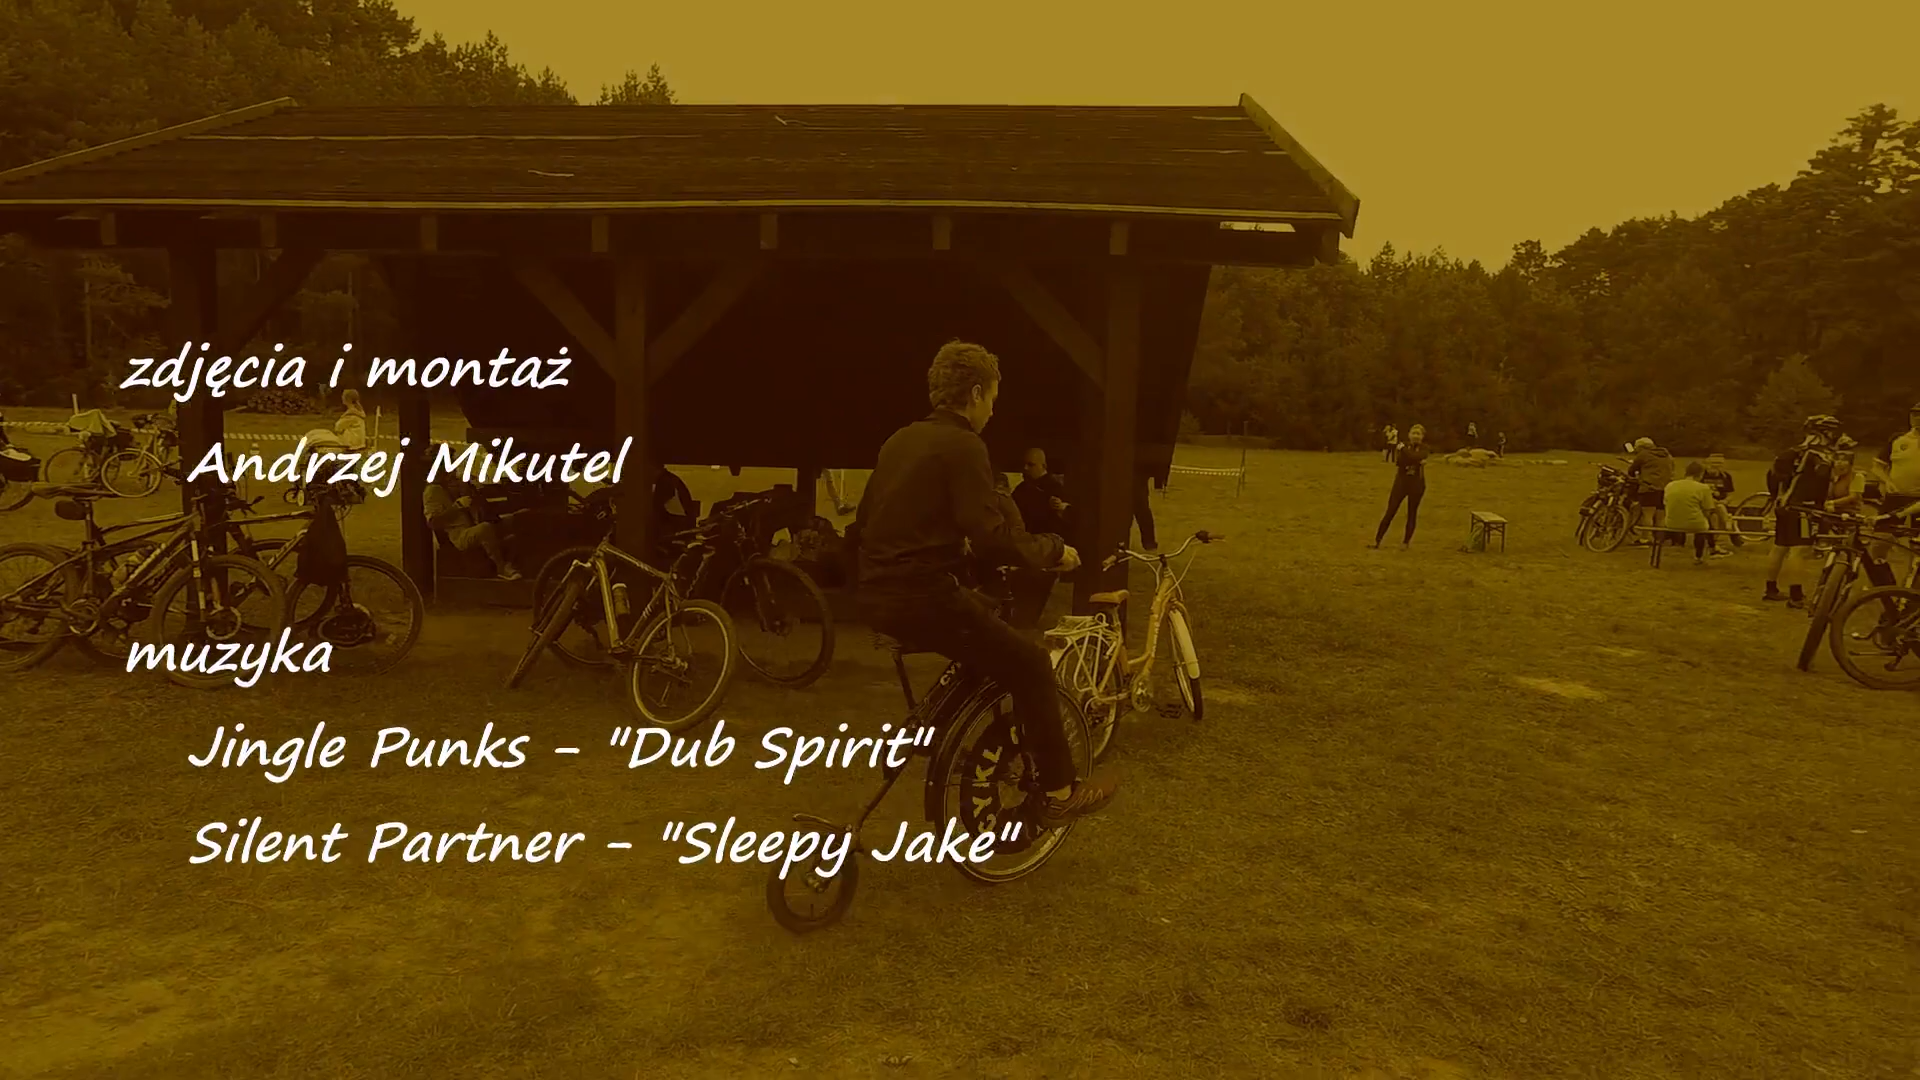 zdjęcia i montaż
Andrzej Mikutel
muzyka
Jingle Punks - "Dub Spirit"
Silent Partner - "Sleepy Jake"